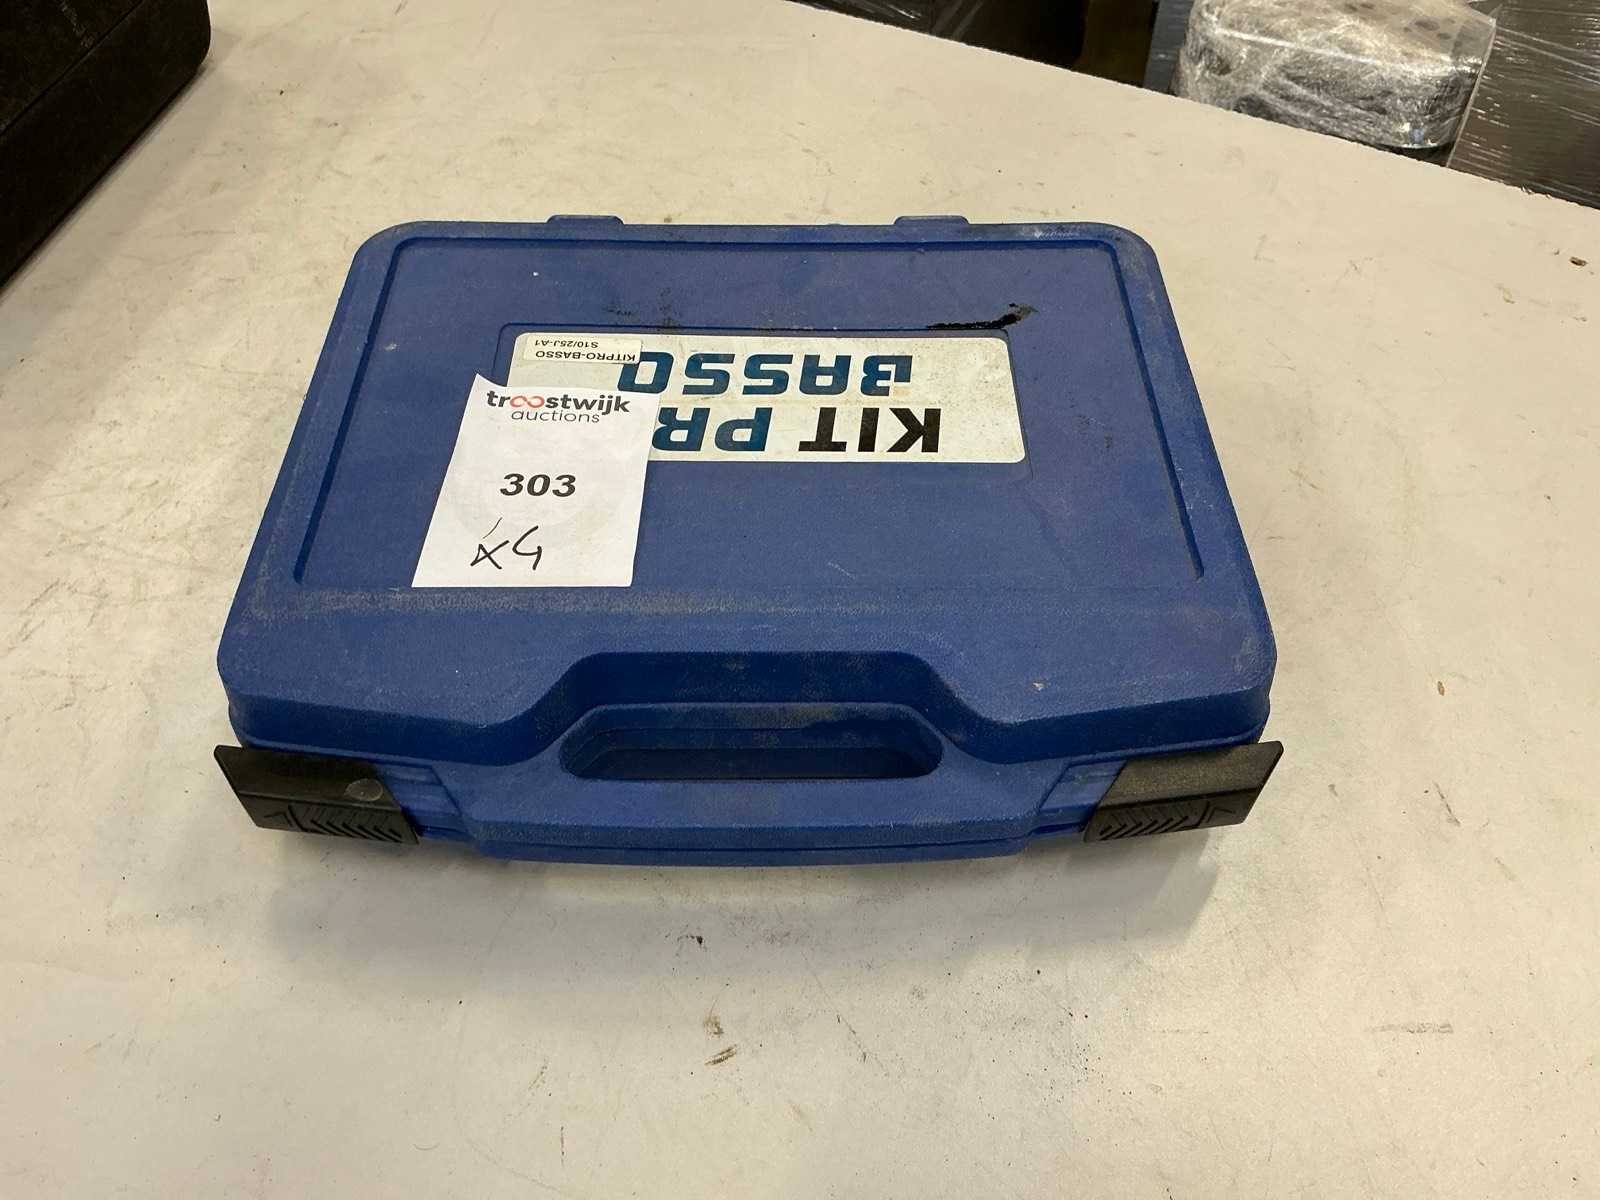 KITPRO-BASSO
S10/25J-A1
KIT PR
BASSO
troostwijk
auctions
303
x4